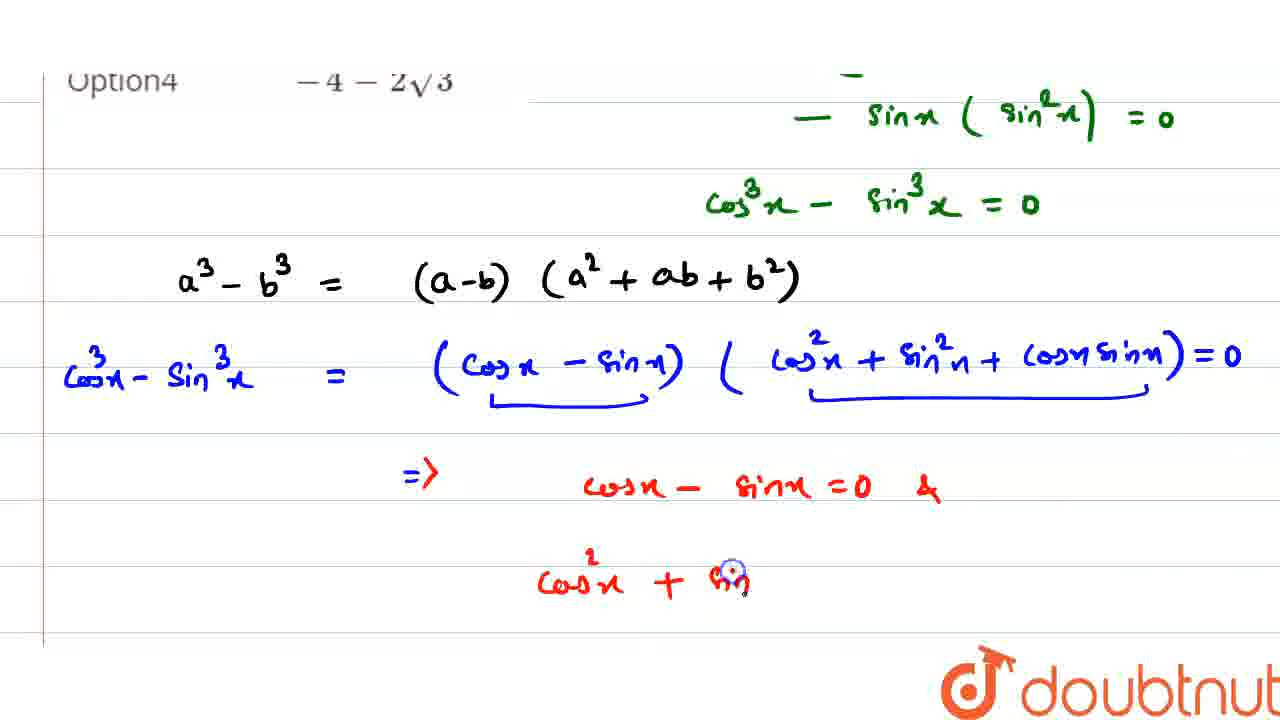 Option4 −4 − 2√3
− sinx ( sin²x) = 0
cos³x − sin³x = 0
a³ − b³ = (a-b) (a² + ab + b²)
cos³x − sin³x = (cosx − sinx) ( cos²x + sin²x + cosx sinx) = 0
=> cosx − sinx = 0 &
cos²x + sin
doubtnut